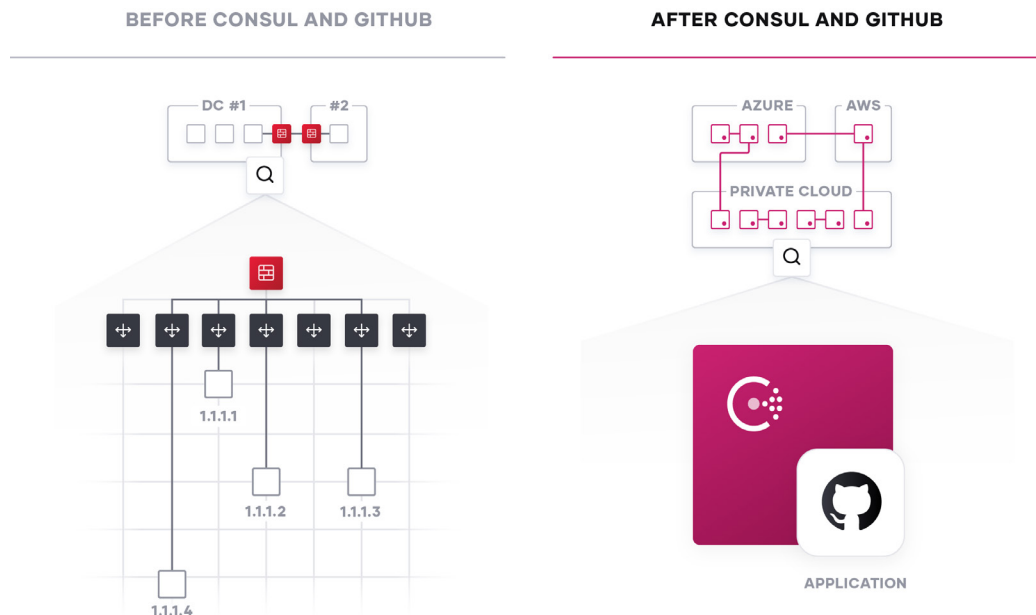 BEFORE CONSUL AND GITHUB
DC #1
#2
1.1.1.1
1.1.1.2
1.1.1.3
1.1.1.4
AFTER CONSUL AND GITHUB
AZURE
AWS
PRIVATE CLOUD
APPLICATION